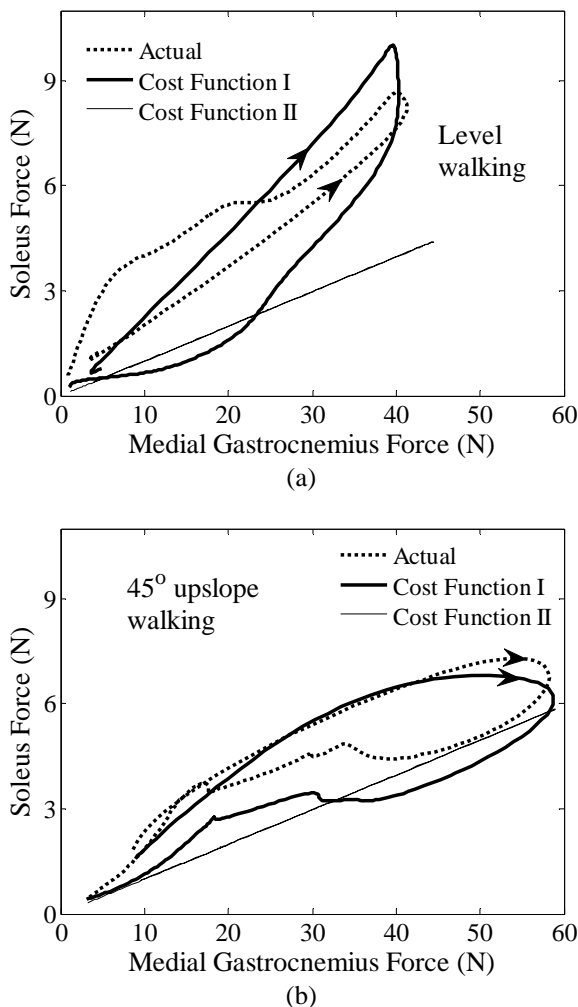 Actual
Cost Function I
Cost Function II
Level
walking
9
6
3
0
Soleus Force (N)
0 10 20 30 40 50 60
Medial Gastrocnemius Force (N)
(a)
Actual
Cost Function I
Cost Function II
45° upslope
walking
9
6
3
0
Soleus Force (N)
0 10 20 30 40 50 60
Medial Gastrocnemius Force (N)
(b)